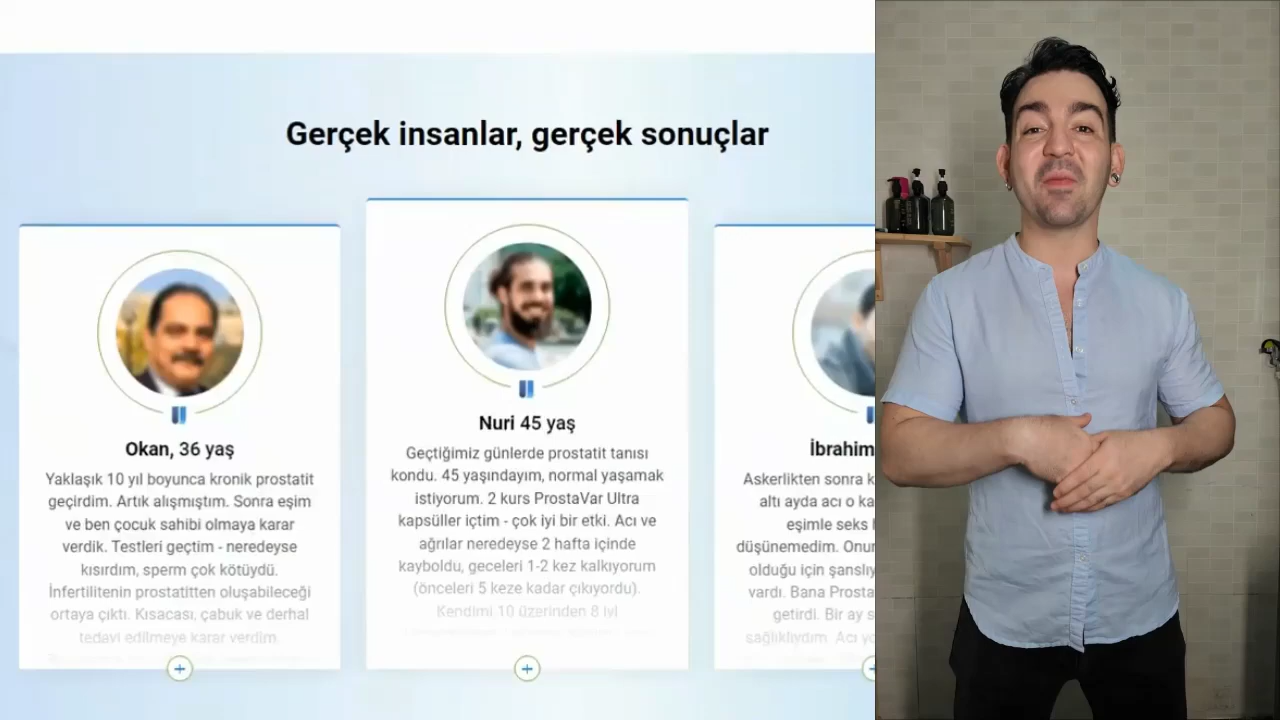 Gerçek insanlar, gerçek sonuçlar
Okan, 36 yaş
Yaklaşık 10 yıl boyunca kronik prostatit
geçirdim. Artık alışmıştım. Sonra eşim
ve ben çocuk sahibi olmaya karar
verdik. Testleri geçtim - neredeyse
kısırdım, sperm çok kötüydü.
İnfertilitenin prostatitten oluşabileceği
ortaya çıktı. Kısacası, çabuk ve derhal
tedavi edilmeye karar verdim.
Nuri 45 yaş
Geçtiğimiz günlerde prostatit tanısı
kondu. 45 yaşındayım, normal yaşamak
istiyorum. 2 kurs ProstaVar Ultra
kapsüller içtim - çok iyi bir etki. Acı ve
ağrılar neredeyse 2 hafta içinde
kayboldu, geceleri 1-2 kez kalkıyorum
(önceleri 5 keze kadar çıkıyordu).
Kendimi 10 üzerinden 8 iyi
İbrahim
Askerlikten sonra k
altı ayda acı o ka
eşimle seks
düşünemedim. Onu
olduğu için şanslıy
vardı. Bana Prosta
getirdi. Bir ay s
sağlıklıydım. Acı yo